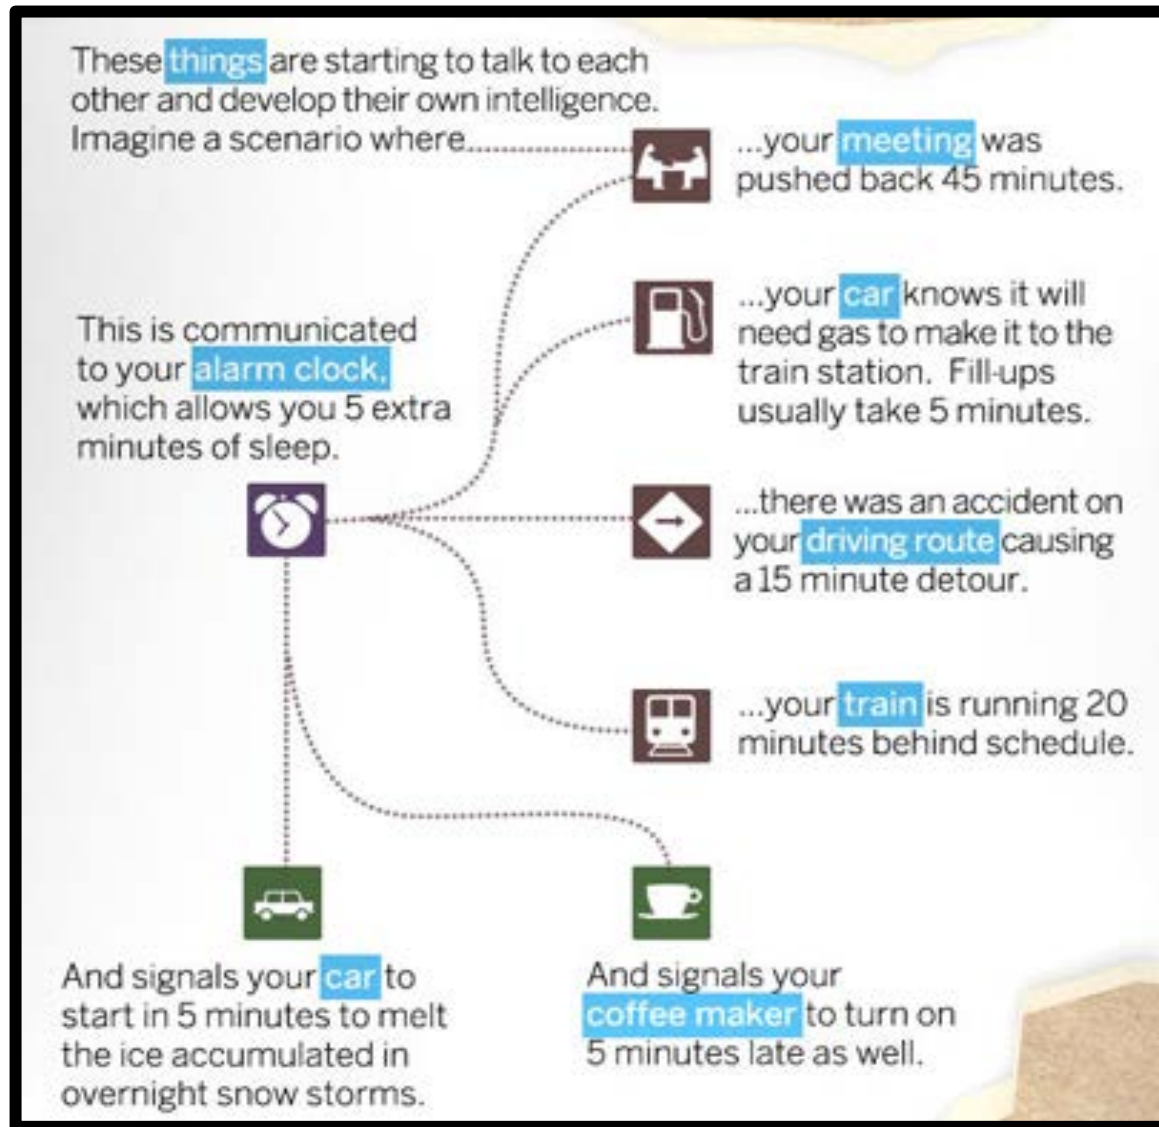 These things are starting to talk to each
other and develop their own intelligence.
Imagine a scenario where..........
...your meeting was
pushed back 45 minutes.
...your car knows it will
need gas to make it to the
train station. Fill-ups
usually take 5 minutes.
This is communicated
to your alarm clock,
which allows you 5 extra
minutes of sleep.
...there was an accident on
your driving route causing
a 15 minute detour.
...your train is running 20
minutes behind schedule.
And signals your car to
start in 5 minutes to melt
the ice accumulated in
overnight snow storms.
And signals your
coffee maker to turn on
5 minutes late as well.